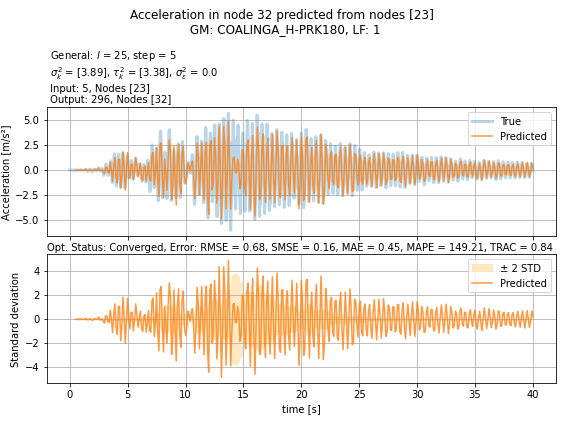 Acceleration in node 32 predicted from nodes [23]
GM: COALINGA_H-PRK180, LF: 1
General: l = 25, step = 5
σ²ₖ = [3.89], τ²ₖ = [3.38], σ²ε = 0.0
Input: 5, Nodes [23]
Output: 296, Nodes [32]
Acceleration [m/s²]
5.0
2.5
0.0
−2.5
−5.0
True
Predicted
Opt. Status: Converged, Error: RMSE = 0.68, SMSE = 0.16, MAE = 0.45, MAPE = 149.21, TRAC = 0.84
Standard deviation
4
2
0
−2
−4
± 2 STD
Predicted
0 5 10 15 20 25 30 35 40
time [s]